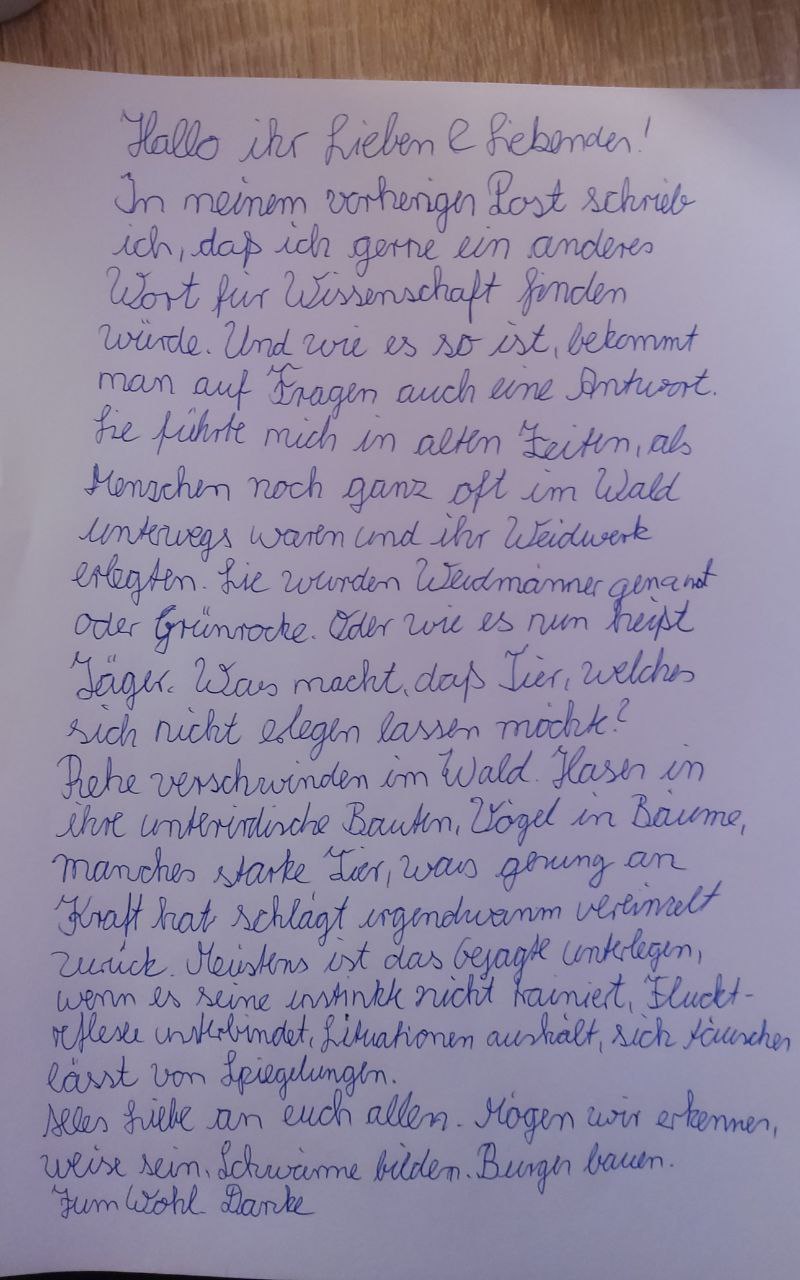 Hallo ihr Lieben & Liebenden!
In meinem vorherigen Post schrieb
ich, daß ich gerne ein anderes
Wort für Wissenschaft finden
würde. Und wie es so ist, bekommt
man auf Fragen auch eine Antwort.
Sie führte mich in alten Zeiten, als
Menschen noch ganz oft im Wald
unterwegs waren und ihr Weidwerk
erlegten. Sie wurden Weidmänner genannt
oder Grünröcke. Oder wie es nun heißt
Jäger. Was macht, daß Tier, welches
sich nicht erlegen lassen möchte?
Rehe verschwinden im Wald. Hasen in
ihre unterirdische Bauten, Vögel in Bäume,
manches starke Tier, was genung an
Kraft hat schlägt irgendwann vereinzelt
zurück. Meistens ist das Gejagte unterlegen,
wenn es seine instinkte nicht trainiert, Fluckt-
reflexe unterbindet, Situationen aushält, sich täuschen
lässt von Spiegelungen.
Alles Liebe an euch allen. Mögen wir erkennen,
weise sein. Schwärme bilden. Burgen bauen.
Zum Wohl. Danke